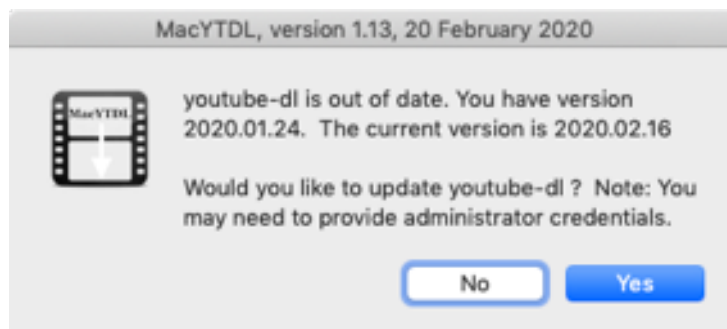 MacYTDL, version 1.13, 20 February 2020
MacYTDL
youtube-dl is out of date. You have version
2020.01.24.  The current version is 2020.02.16
Would you like to update youtube-dl ?  Note: You
may need to provide administrator credentials.
No
Yes